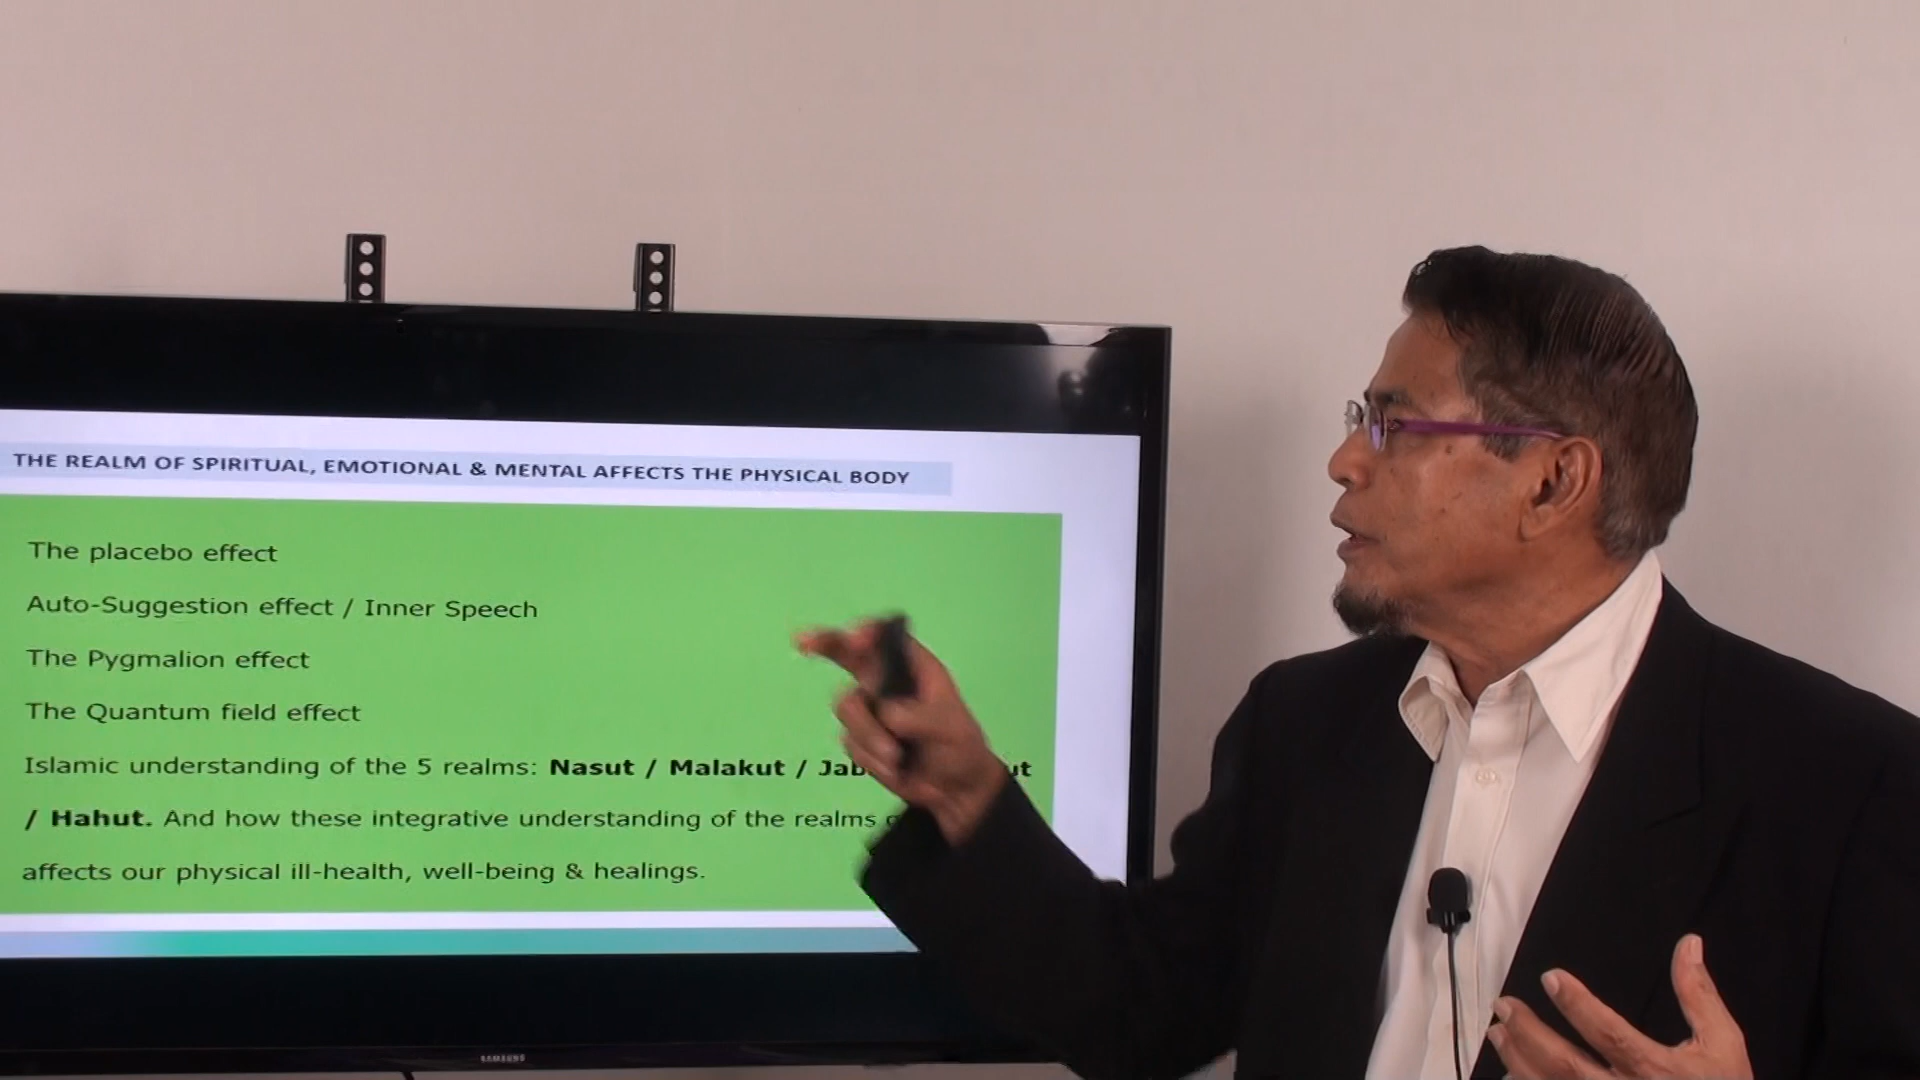 THE REALM OF SPIRITUAL, EMOTIONAL & MENTAL AFFECTS THE PHYSICAL BODY
The placebo effect
Auto-Suggestion effect / Inner Speech
The Pygmalion effect
The Quantum field effect
Islamic understanding of the 5 realms: Nasut / Malakut /
/ Hahut. And how these integrative understanding of the realms
affects our physical ill-health, well-being & healings.
SAMSUNG